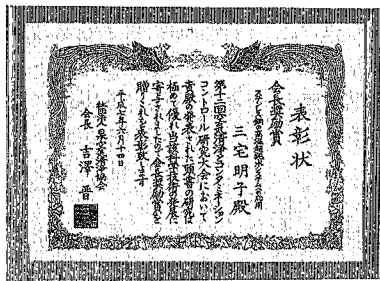 表彰状
会長奨励賞
三宅明子殿
第十二回空気清浄とコンタミネーション
コントロール研究大会において
貴殿の発表された頭書の研究は
極めて優れ当該科学技術の発展に
寄与されましたので会長奨励賞を
贈りこれを表彰致します
平成六年六月十四日
社団法人日本空気清浄協会
会長 吉澤晋